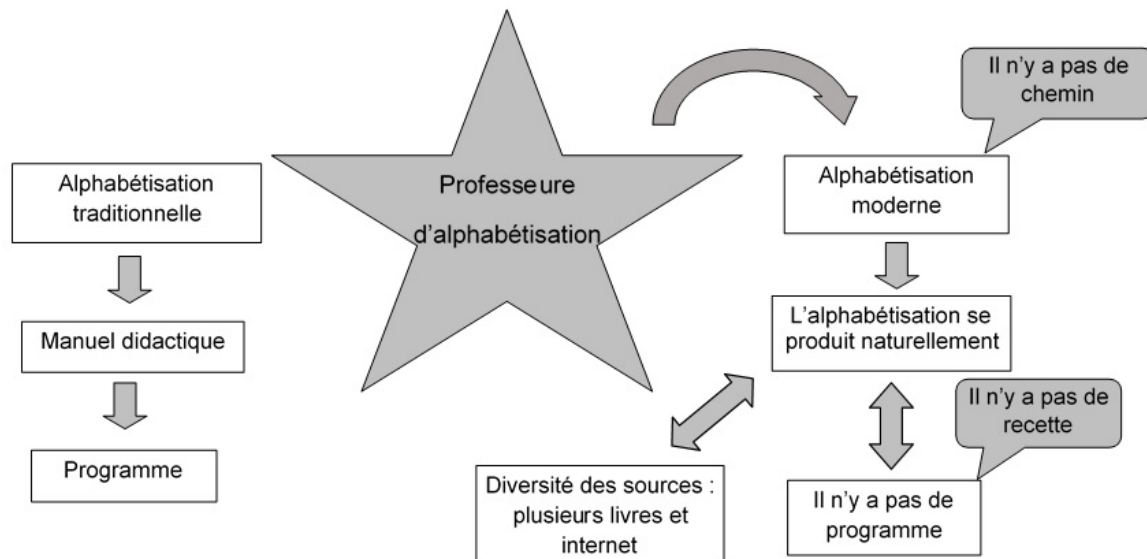 Il n'y a pas de
chemin
Alphabétisation
traditionnelle
Professeure
d'alphabétisation
Alphabétisation
moderne
Manuel didactique
L'alphabétisation se
produit naturellement
Il n'y a pas de
recette
Programme
Diversité des sources :
plusieurs livres et
internet
Il n'y a pas de
programme